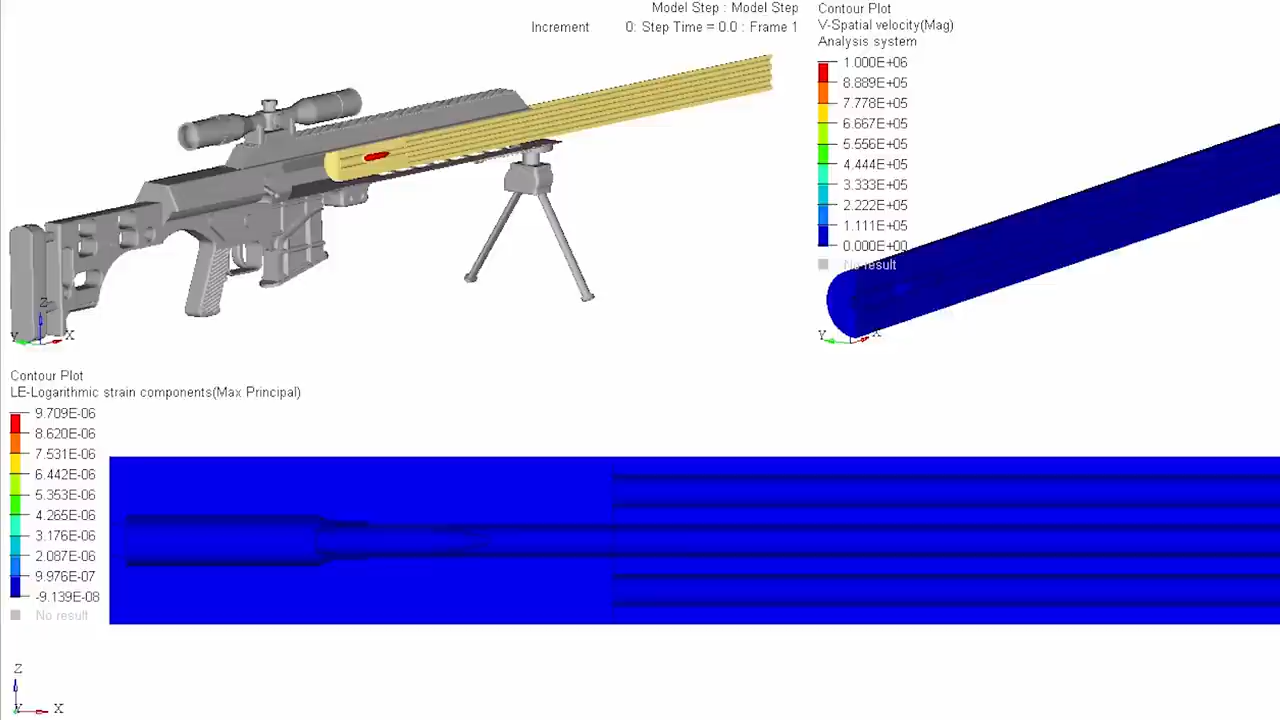 Model Step : Model Step
Increment 0: Step Time = 0.0 : Frame 1
Contour Plot
V-Spatial velocity(Mag)
Analysis system
1.000E+06
8.889E+05
7.778E+05
6.667E+05
5.556E+05
4.444E+05
3.333E+05
2.222E+05
1.111E+05
0.000E+00
No result
Z
Y X
Y X
Contour Plot
LE-Logarithmic strain components(Max Principal)
9.709E-06
8.620E-06
7.531E-06
6.442E-06
5.353E-06
4.265E-06
3.176E-06
2.087E-06
9.976E-07
-9.139E-08
No result
Z
Y X